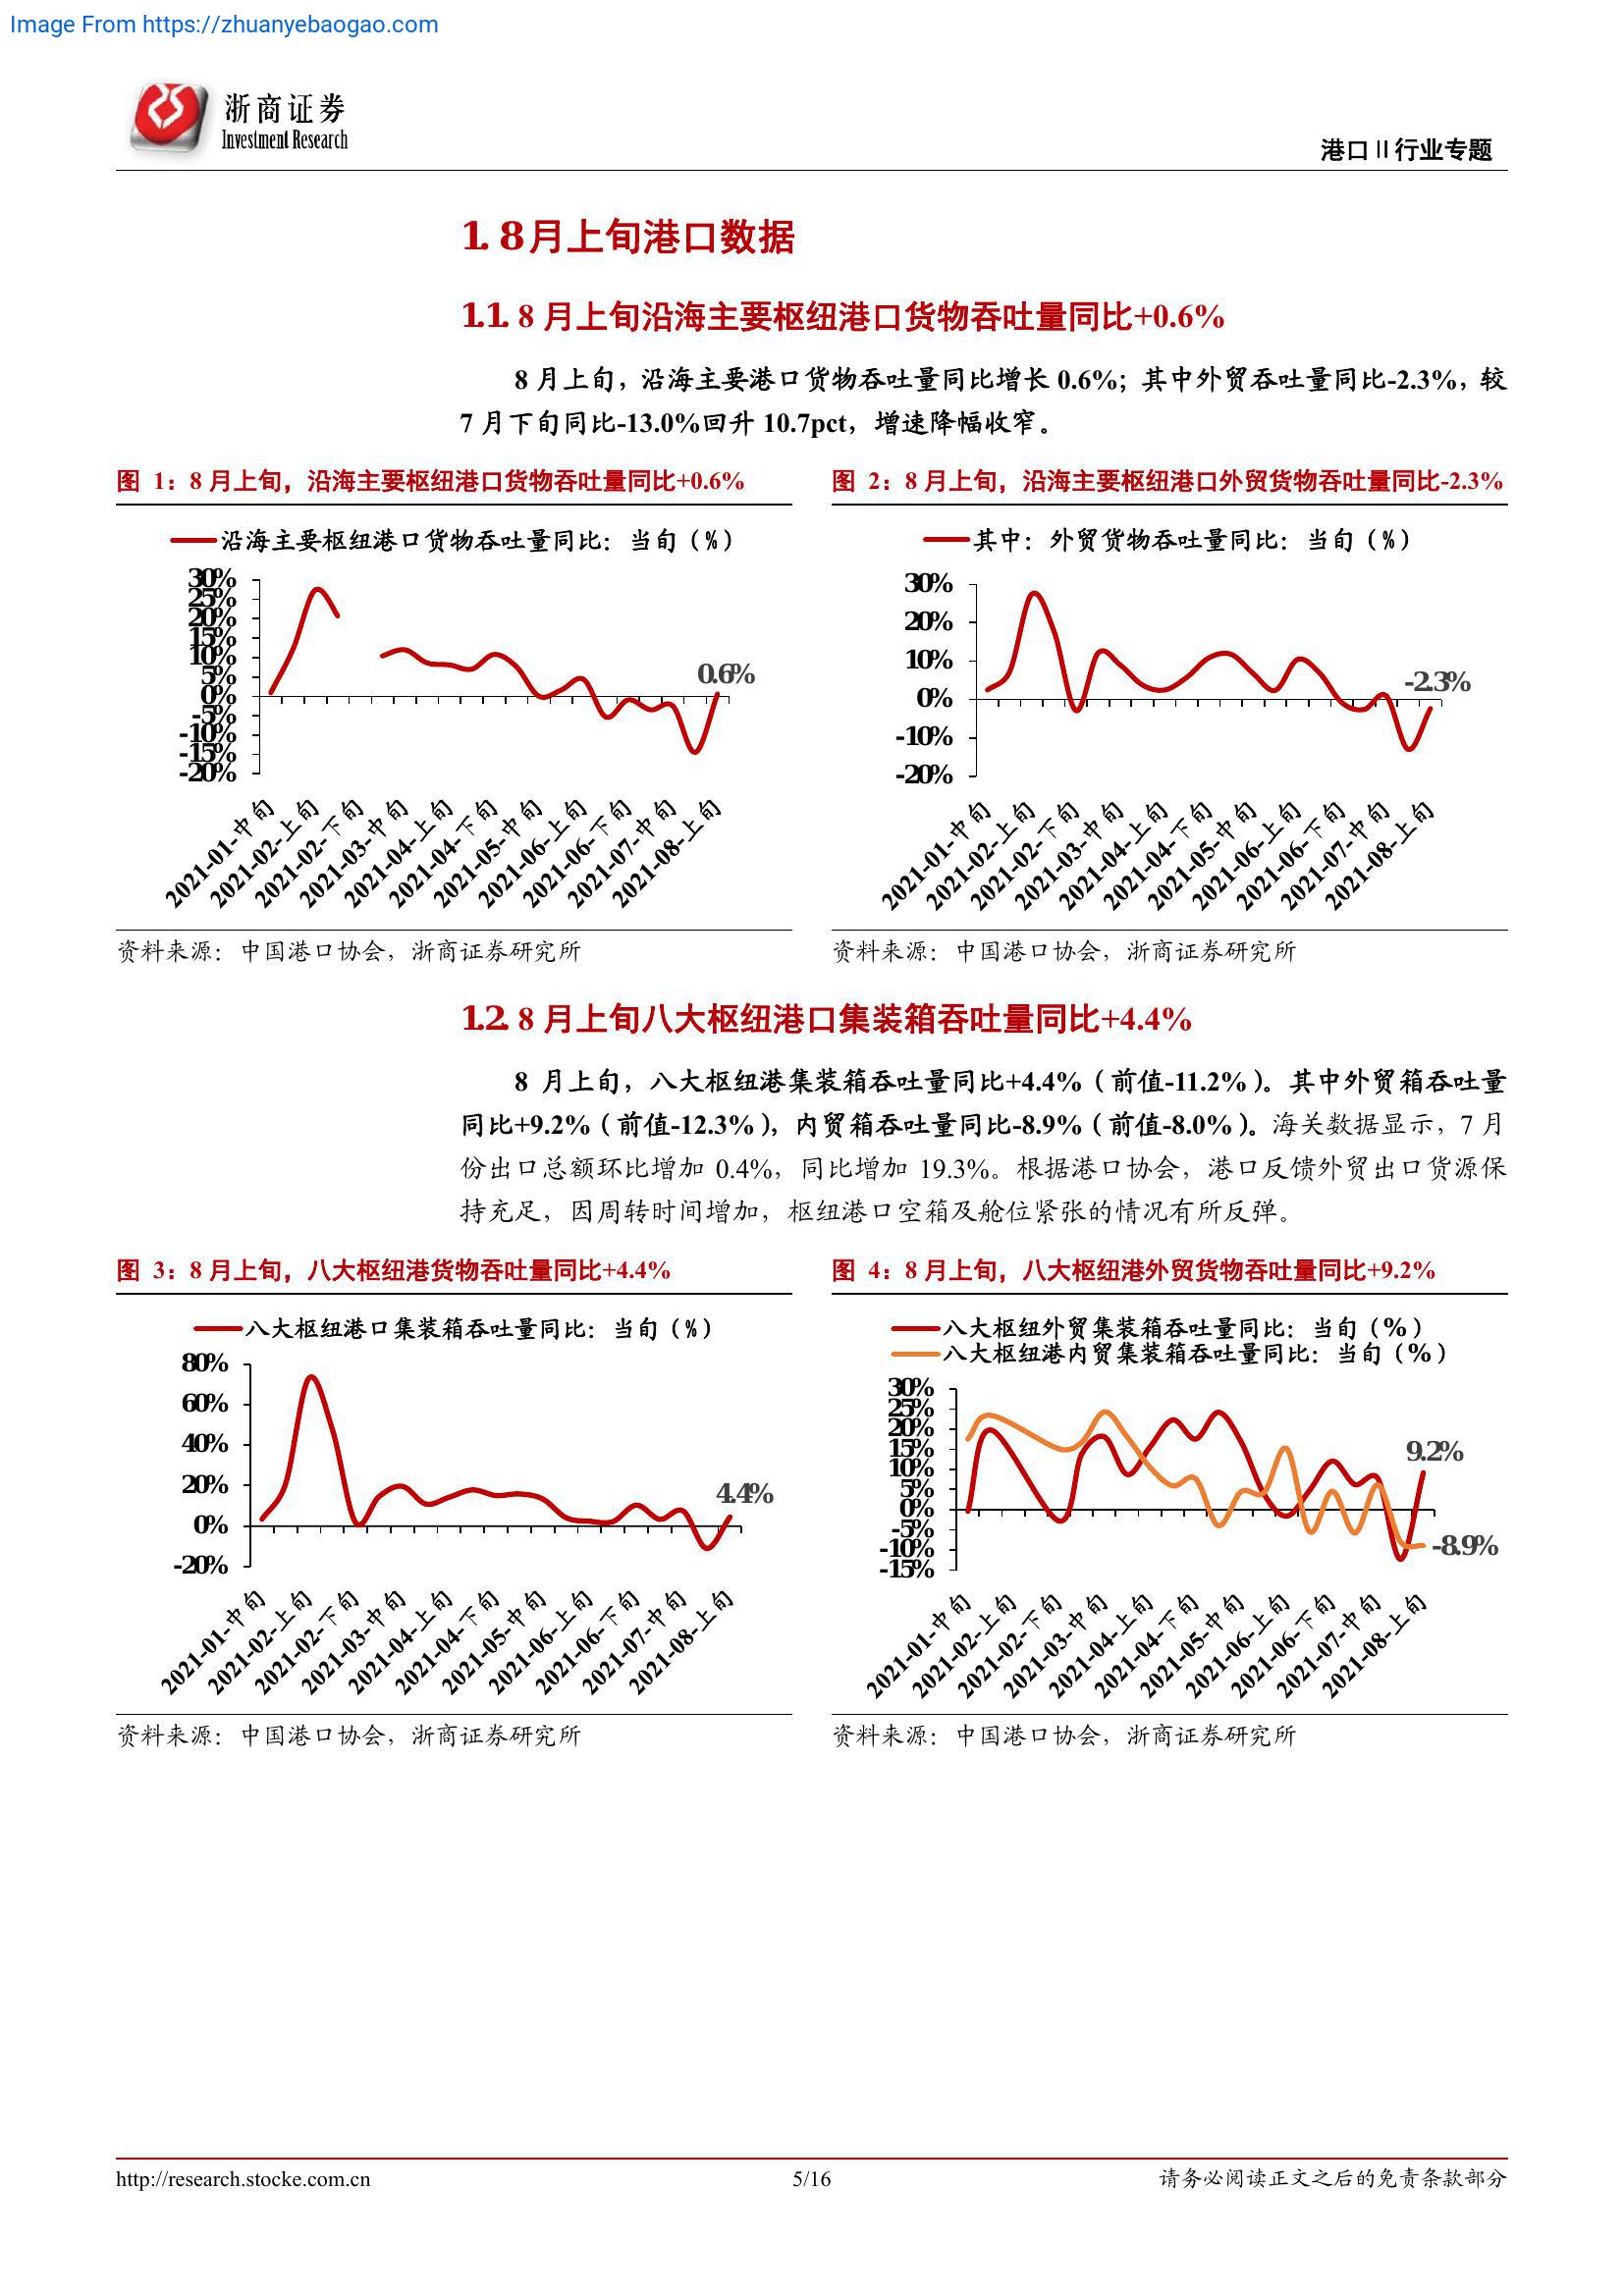 Image From https://zhuanyebaogao.com
浙商证券
Investment Research
港口Ⅱ行业专题
1. 8月上旬港口数据
1.1. 8 月上旬沿海主要枢纽港口货物吞吐量同比+0.6%
8 月上旬，沿海主要港口货物吞吐量同比增长 0.6%；其中外贸吞吐量同比-2.3%，较
7 月下旬同比-13.0%回升 10.7pct，增速降幅收窄。
图 1：8 月上旬，沿海主要枢纽港口货物吞吐量同比+0.6%
沿海主要枢纽港口货物吞吐量同比：当旬（%）
30%
25%
20%
15%
10%
5%
0%
-5%
-10%
-15%
-20%
0.6%
2021-01-中旬
2021-02-上旬
2021-02-下旬
2021-03-中旬
2021-04-上旬
2021-04-下旬
2021-05-中旬
2021-06-上旬
2021-06-下旬
2021-07-中旬
2021-08-上旬
资料来源：中国港口协会，浙商证券研究所
图 2：8 月上旬，沿海主要枢纽港口外贸货物吞吐量同比-2.3%
其中：外贸货物吞吐量同比：当旬（%）
30%
20%
10%
0%
-10%
-20%
-2.3%
2021-01-中旬
2021-02-上旬
2021-02-下旬
2021-03-中旬
2021-04-上旬
2021-04-下旬
2021-05-中旬
2021-06-上旬
2021-06-下旬
2021-07-中旬
2021-08-上旬
资料来源：中国港口协会，浙商证券研究所
1.2. 8 月上旬八大枢纽港口集装箱吞吐量同比+4.4%
8 月上旬，八大枢纽港集装箱吞吐量同比+4.4%（前值-11.2%）。其中外贸箱吞吐量
同比+9.2%（前值-12.3%），内贸箱吞吐量同比-8.9%（前值-8.0%）。海关数据显示，7 月
份出口总额环比增加 0.4%，同比增加 19.3%。根据港口协会，港口反馈外贸出口货源保
持充足，因周转时间增加，枢纽港口空箱及舱位紧张的情况有所反弹。
图 3：8 月上旬，八大枢纽港货物吞吐量同比+4.4%
八大枢纽港口集装箱吞吐量同比：当旬（%）
80%
60%
40%
20%
0%
-20%
4.4%
2021-01-中旬
2021-02-上旬
2021-02-下旬
2021-03-中旬
2021-04-上旬
2021-04-下旬
2021-05-中旬
2021-06-上旬
2021-06-下旬
2021-07-中旬
2021-08-上旬
资料来源：中国港口协会，浙商证券研究所
图 4：8 月上旬，八大枢纽港外贸货物吞吐量同比+9.2%
八大枢纽外贸集装箱吞吐量同比：当旬（%）
八大枢纽港内贸集装箱吞吐量同比：当旬（%）
30%
25%
20%
15%
10%
5%
0%
-5%
-10%
-15%
9.2%
-8.9%
2021-01-中旬
2021-02-上旬
2021-02-下旬
2021-03-中旬
2021-04-上旬
2021-04-下旬
2021-05-中旬
2021-06-上旬
2021-06-下旬
2021-07-中旬
2021-08-上旬
资料来源：中国港口协会，浙商证券研究所
http://research.stocke.com.cn
5/16
请务必阅读正文之后的免责条款部分